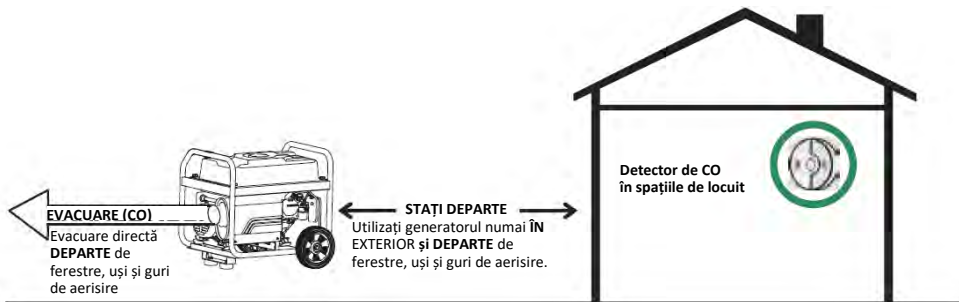 EVACUARE (CO)
Evacuare directă
DEPARTE de
ferestre, uși și guri
de aerisire
STAȚI DEPARTE
Utilizați generatorul numai ÎN
EXTERIOR și DEPARTE de
ferestre, uși și guri de aerisire.
Detector de CO
în spațiile de locuit